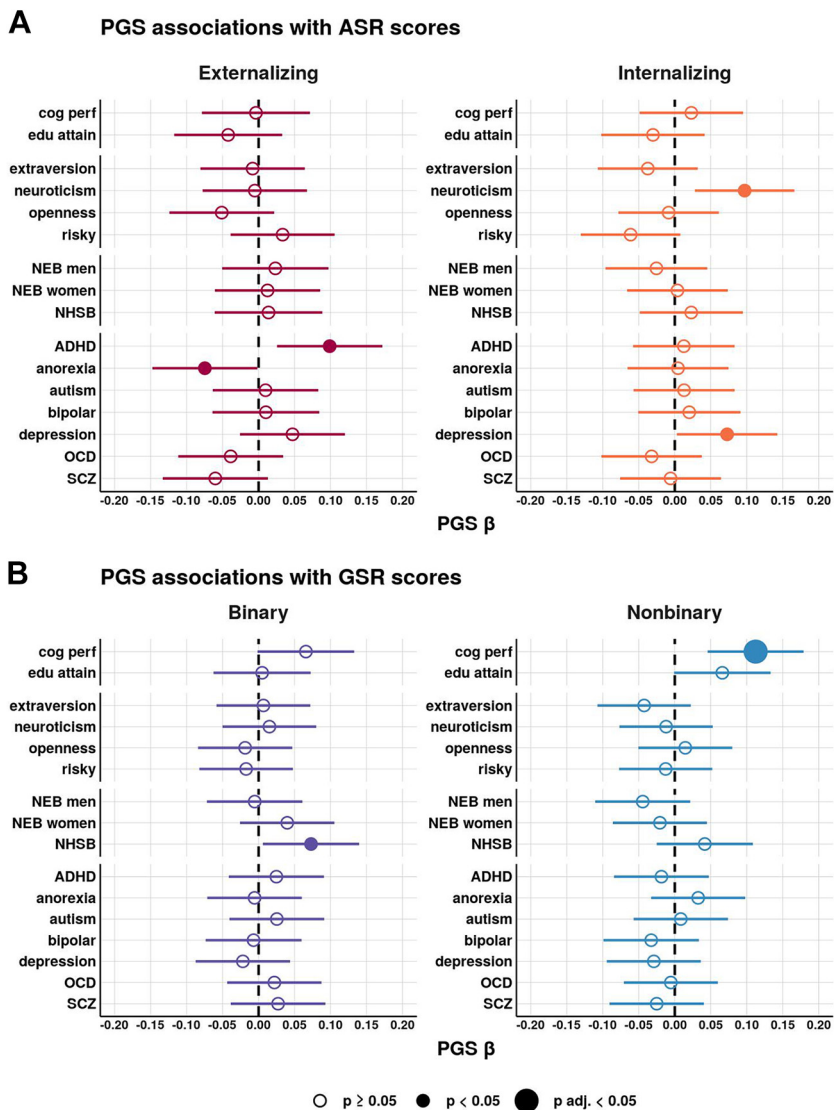 A PGS associations with ASR scores
Externalizing Internalizing
cog perf cog perf
edu attain edu attain
extraversion extraversion
neuroticism neuroticism
openness openness
risky risky
NEB men NEB men
NEB women NEB women
NHSB NHSB
ADHD ADHD
anorexia anorexia
autism autism
bipolar bipolar
depression depression
OCD OCD
SCZ SCZ
-0.20 -0.15 -0.10 -0.05 0.00 0.05 0.10 0.15 0.20 -0.20 -0.15 -0.10 -0.05 0.00 0.05 0.10 0.15 0.20
PGS β
B PGS associations with GSR scores
Binary Nonbinary
cog perf cog perf
edu attain edu attain
extraversion extraversion
neuroticism neuroticism
openness openness
risky risky
NEB men NEB men
NEB women NEB women
NHSB NHSB
ADHD ADHD
anorexia anorexia
autism autism
bipolar bipolar
depression depression
OCD OCD
SCZ SCZ
-0.20 -0.15 -0.10 -0.05 0.00 0.05 0.10 0.15 0.20 -0.20 -0.15 -0.10 -0.05 0.00 0.05 0.10 0.15 0.20
PGS β
p ≥ 0.05 p < 0.05 p adj. < 0.05